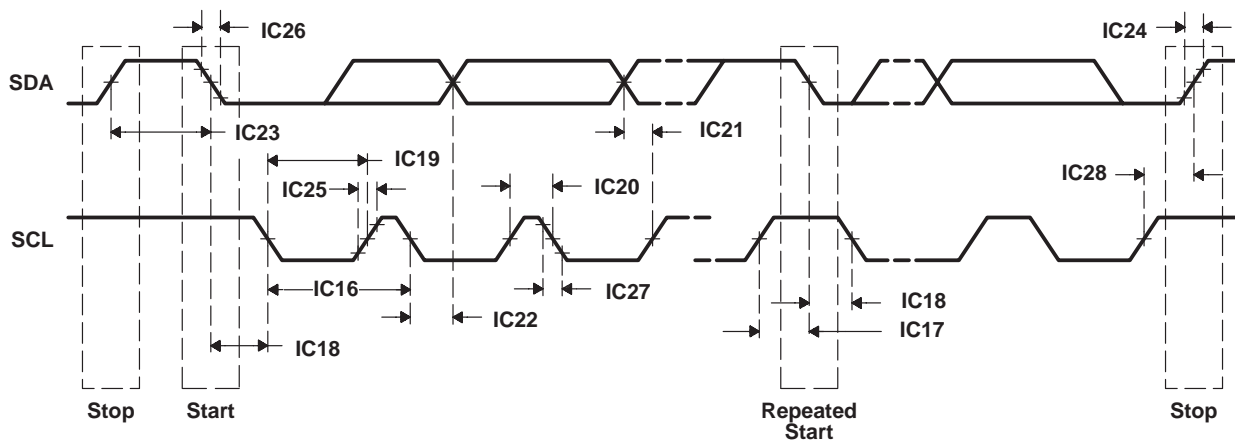 IC26
IC24
SDA
IC23
IC21
IC19
IC25
IC20
IC28
SCL
IC16
IC27
IC22
IC18
IC18
IC17
Stop
Start
Repeated
Start
Stop